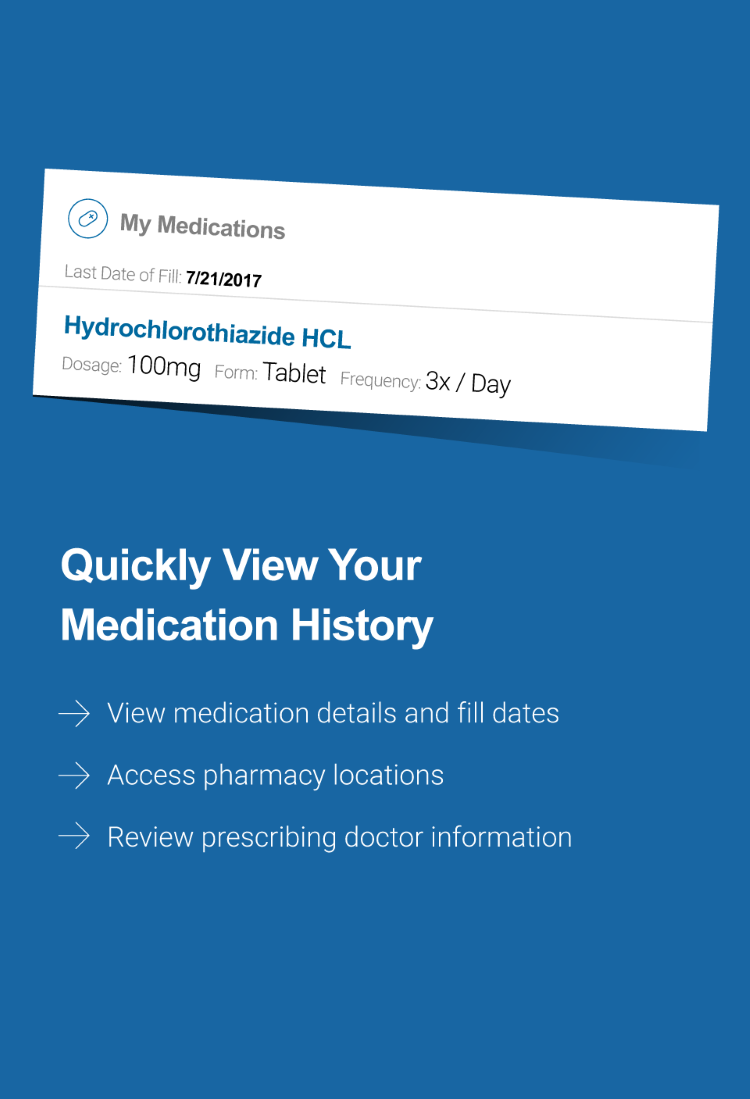 My Medications
Last Date of Fill: 7/21/2017
Hydrochlorothiazide HCL
Dosage: 100mg Form: Tablet Frequency: 3x / Day
Quickly View Your
Medication History
View medication details and fill dates
Access pharmacy locations
Review prescribing doctor information